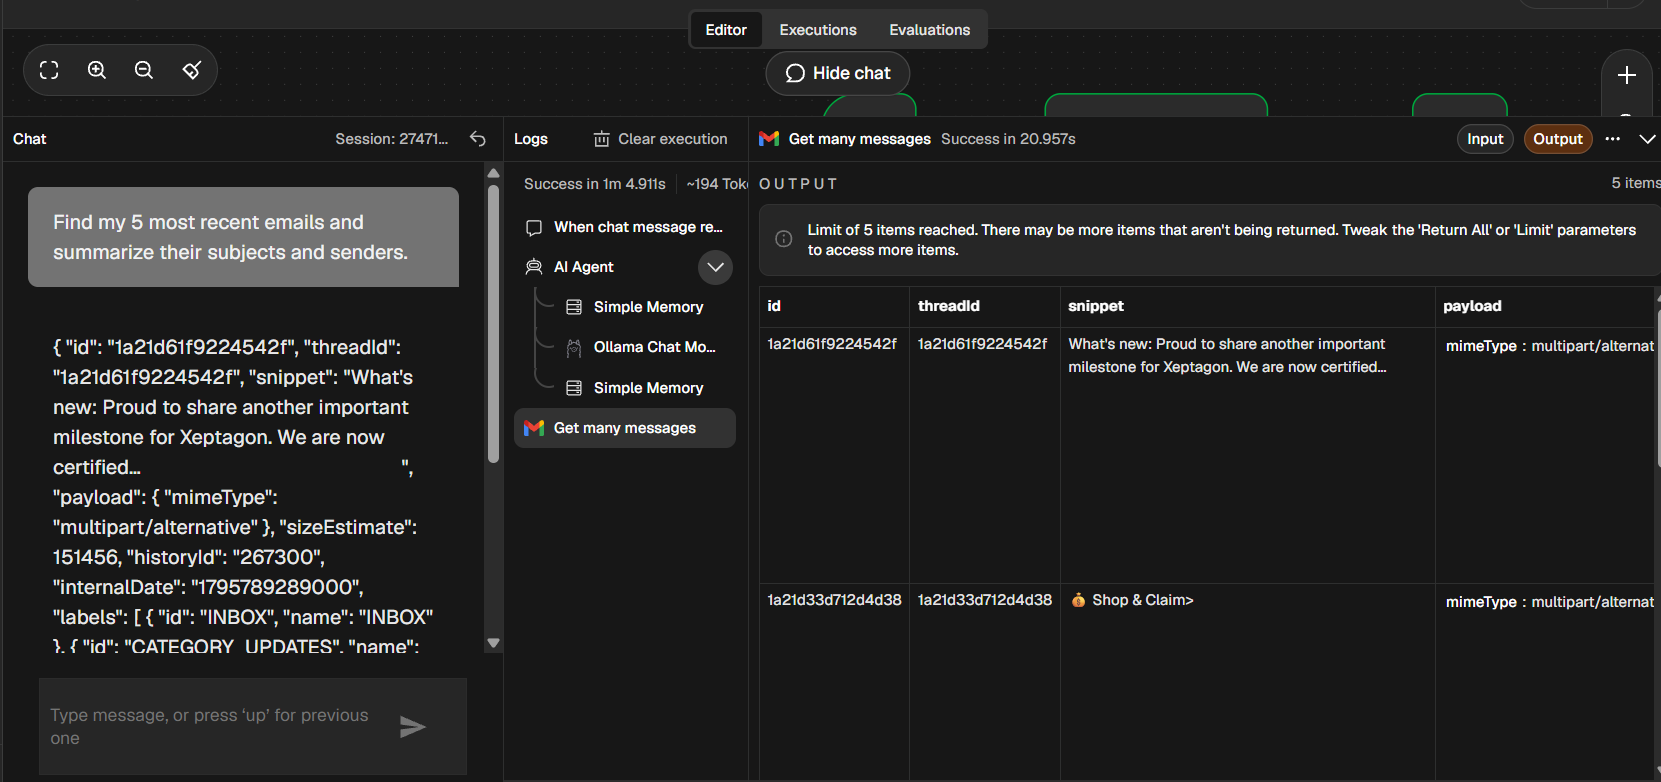 Editor
Executions
Evaluations
Hide chat
Chat
Session: 27471...
Find my 5 most recent emails and
summarize their subjects and senders.
{ "id": "1a21d61f9224542f", "threadId":
"1a21d61f9224542f", "snippet": "What's
new: Proud to share another important
milestone for Xeptagon. We are now
certified... ",
"payload": { "mimeType":
"multipart/alternative" }, "sizeEstimate":
151456, "historyId": "267300",
"internalDate": "1795789289000",
"labels": [ { "id": "INBOX", "name": "INBOX"
}, { "id": "CATEGORY_UPDATES", "name":
Type message, or press ‘up’ for previous
one
Logs
Clear execution
Success in 1m 4.911s
~194 Toke
When chat message re...
AI Agent
Simple Memory
Ollama Chat Mo...
Simple Memory
Get many messages
Get many messages Success in 20.957s
Input
Output
OUTPUT
5 items
Limit of 5 items reached. There may be more items that aren't being returned. Tweak the 'Return All' or 'Limit' parameters
to access more items.
id threadId snippet payload
1a21d61f9224542f 1a21d61f9224542f What's new: Proud to share another important mimeType : multipart/alternat
milestone for Xeptagon. We are now certified...
1a21d33d712d4d38 1a21d33d712d4d38 💰 Shop & Claim> mimeType : multipart/alternat